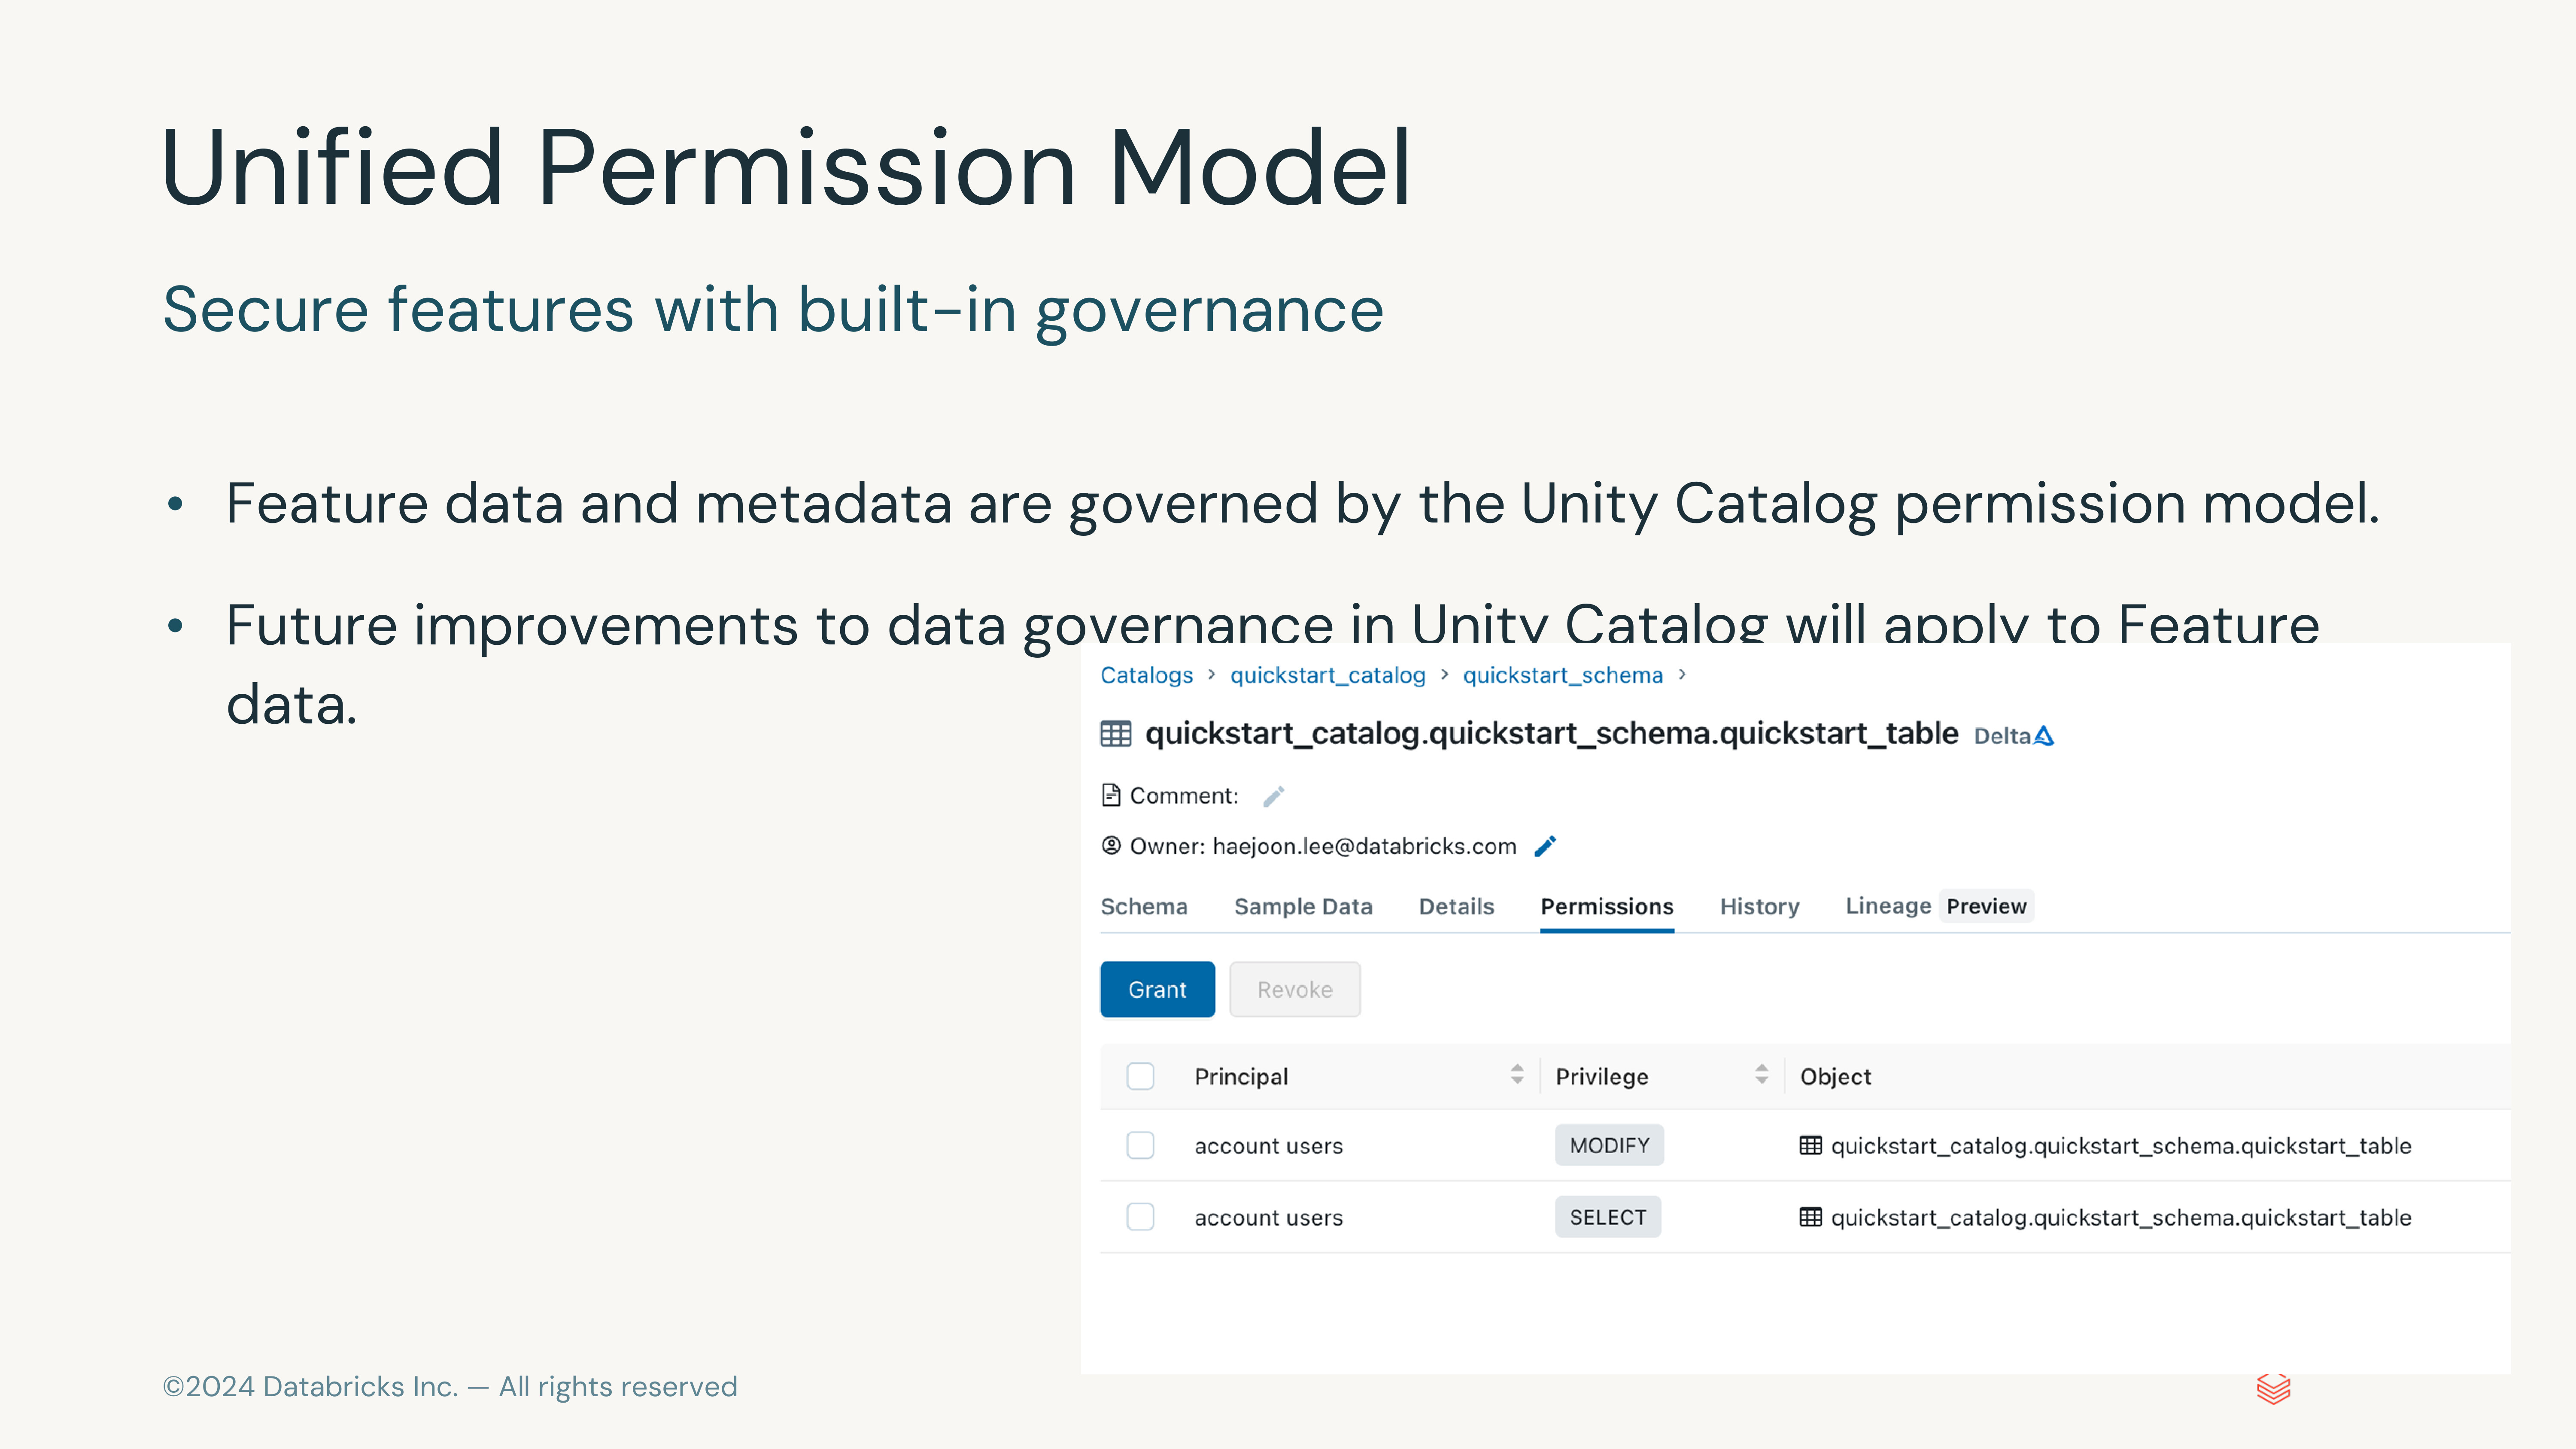 Unified Permission Model
Secure features with built-in governance
• Feature data and metadata are governed by the Unity Catalog permission model.
• Future improvements to data governance in Unity Catalog will apply to Feature
data.
Catalogs > quickstart_catalog > quickstart_schema >
quickstart_catalog.quickstart_schema.quickstart_table Delta
Comment:
Owner: haejoon.lee@databricks.com
Schema Sample Data Details Permissions History Lineage Preview
Grant Revoke
Principal Privilege Object
account users MODIFY quickstart_catalog.quickstart_schema.quickstart_table
account users SELECT quickstart_catalog.quickstart_schema.quickstart_table
©2024 Databricks Inc. — All rights reserved